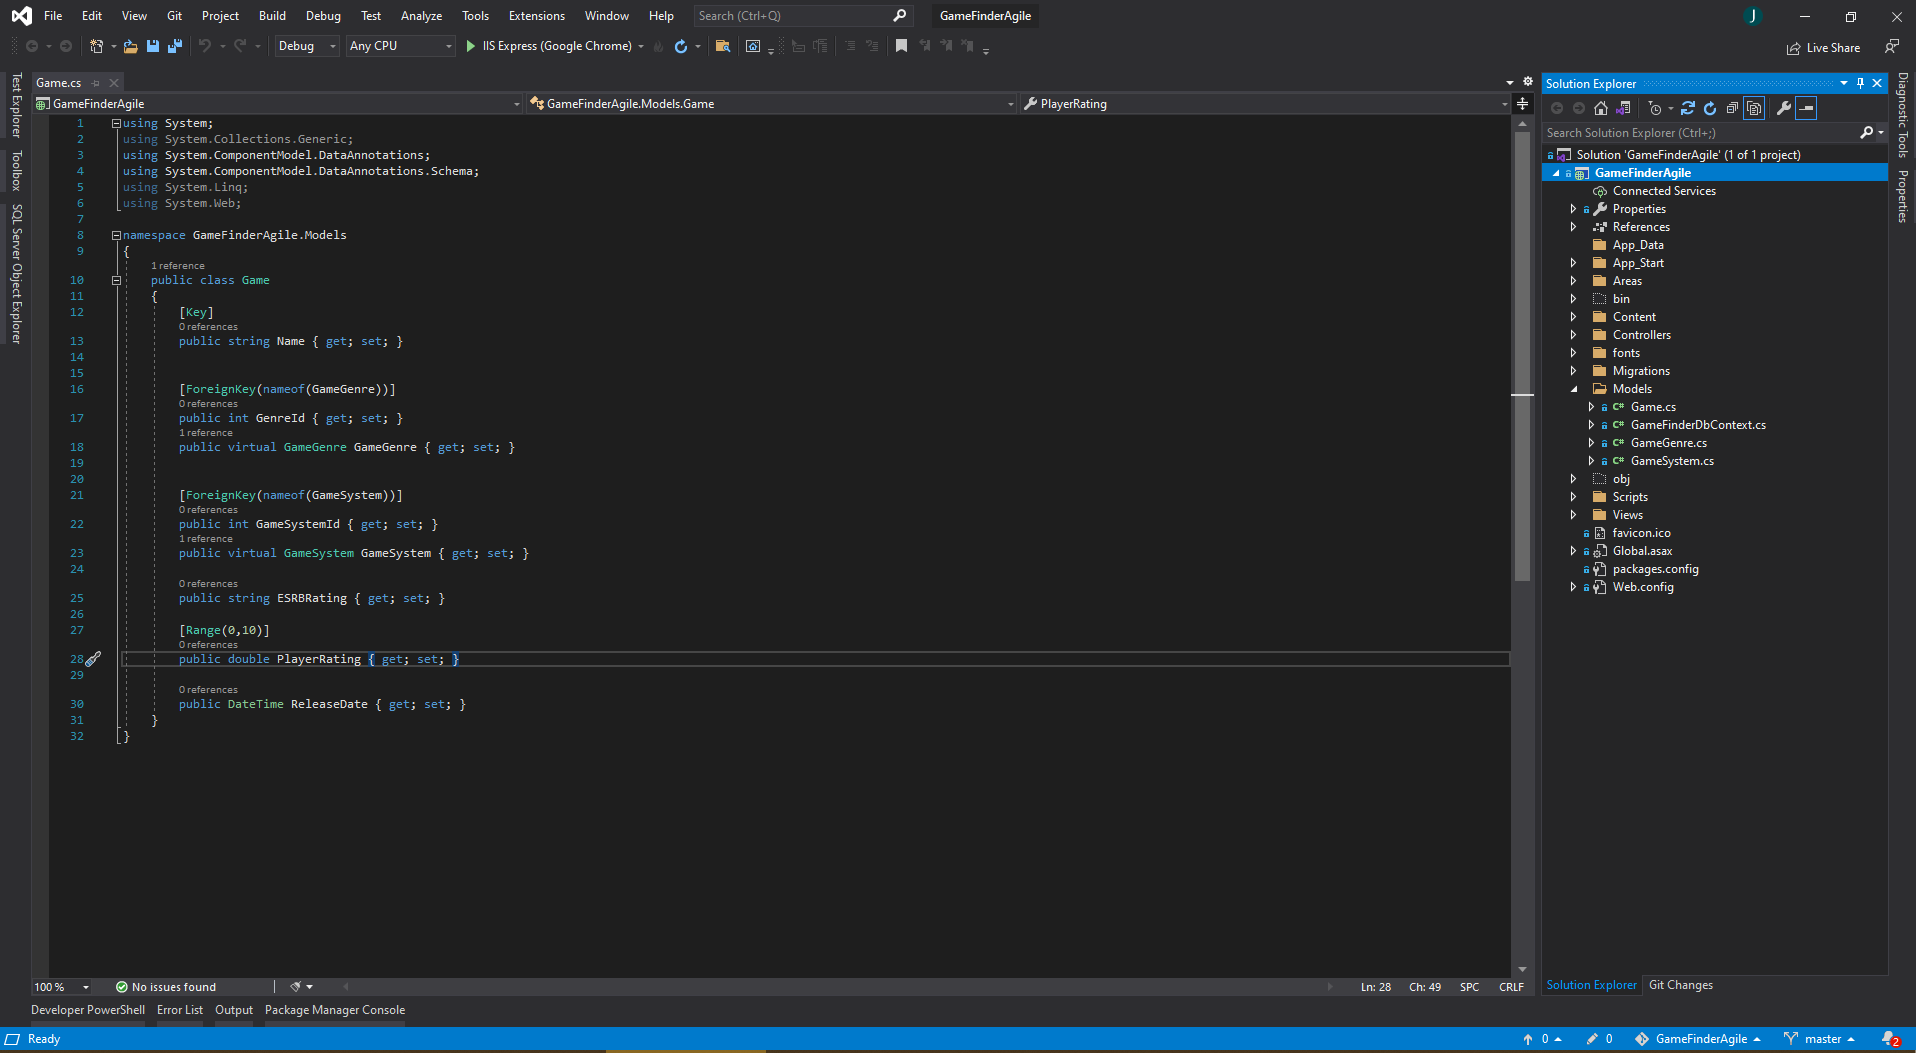 File Edit View Git Project Build Debug Test Analyze Tools Extensions Window Help Search (Ctrl+Q) GameFinderAgile J
Debug Any CPU IIS Express (Google Chrome) Live Share
Test Explorer
Toolbox
SQL Server Object Explorer
Game.cs
GameFinderAgile GameFinderAgile.Models.Game PlayerRating
1 using System;
2 using System.Collections.Generic;
3 using System.ComponentModel.DataAnnotations;
4 using System.ComponentModel.DataAnnotations.Schema;
5 using System.Linq;
6 using System.Web;
7
8 namespace GameFinderAgile.Models
9 {
1 reference
10 public class Game
11 {
12 [Key]
0 references
13 public string Name { get; set; }
14
15
16 [ForeignKey(nameof(GameGenre))]
0 references
17 public int GenreId { get; set; }
1 reference
18 public virtual GameGenre GameGenre { get; set; }
19
20
21 [ForeignKey(nameof(GameSystem))]
0 references
22 public int GameSystemId { get; set; }
1 reference
23 public virtual GameSystem GameSystem { get; set; }
24
0 references
25 public string ESRBRating { get; set; }
26
27 [Range(0,10)]
0 references
28 public double PlayerRating { get; set; }
29
0 references
30 public DateTime ReleaseDate { get; set; }
31 }
32 }
100 % No issues found Ln: 28 Ch: 49 SPC CRLF
Developer PowerShell Error List Output Package Manager Console
Solution Explorer
Search Solution Explorer (Ctrl+;)
Solution 'GameFinderAgile' (1 of 1 project)
GameFinderAgile
Connected Services
Properties
References
App_Data
App_Start
Areas
bin
Content
Controllers
fonts
Migrations
Models
C# Game.cs
C# GameFinderDbContext.cs
C# GameGenre.cs
C# GameSystem.cs
obj
Scripts
Views
favicon.ico
Global.asax
packages.config
Web.config
Solution Explorer Git Changes
Diagnostic Tools
Properties
Ready 0 0 GameFinderAgile master 2